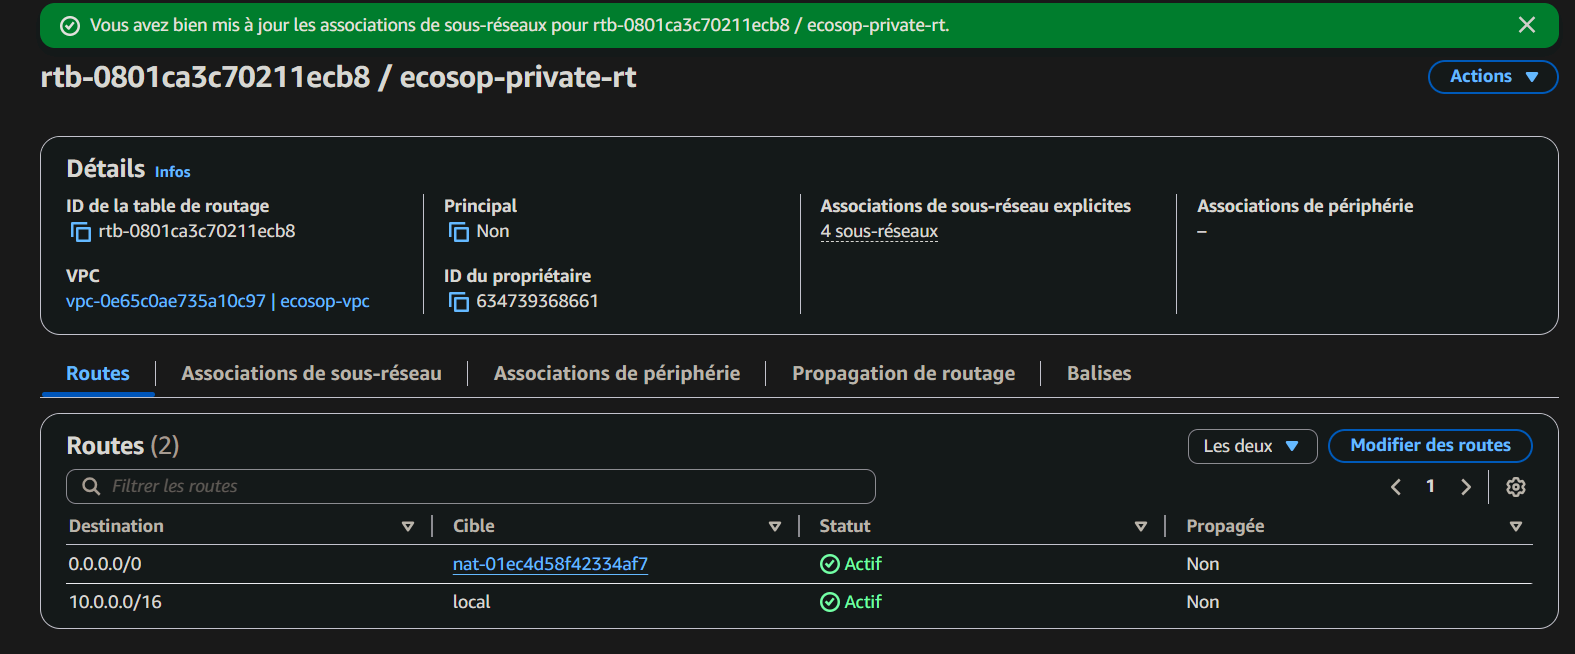 Vous avez bien mis à jour les associations de sous-réseaux pour rtb-0801ca3c70211ecb8 / ecosop-private-rt.
rtb-0801ca3c70211ecb8 / ecosop-private-rt
Actions
Détails Infos
ID de la table de routage
rtb-0801ca3c70211ecb8
Principal
Non
Associations de sous-réseau explicites
4 sous-réseaux
Associations de périphérie
–
VPC
vpc-0e65c0ae735a10c97 | ecosop-vpc
ID du propriétaire
634739368661
Routes
Associations de sous-réseau
Associations de périphérie
Propagation de routage
Balises
Routes (2)
Les deux
Modifier des routes
Filtrer les routes
1
Destination Cible Statut Propagée
0.0.0.0/0 nat-01ec4d58f42334af7 Actif Non
10.0.0.0/16 local Actif Non